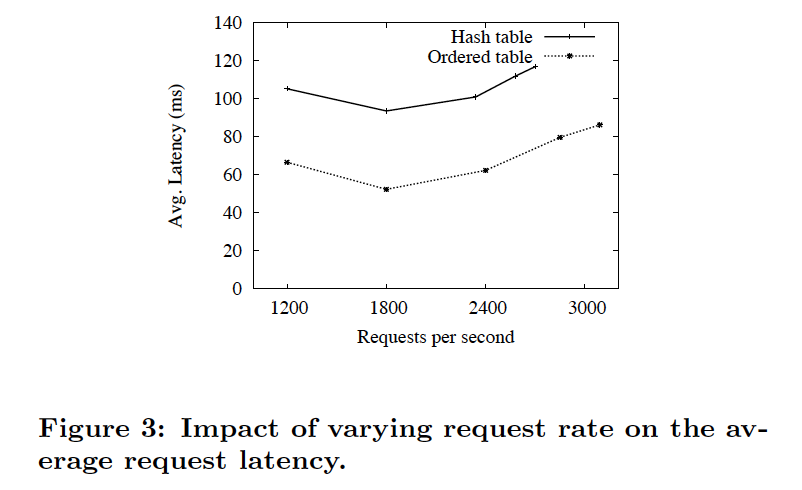 140
120
100
80
60
40
20
0
Avg. Latency (ms)
Hash table
Ordered table
1200 1800 2400 3000
Requests per second
Figure 3: Impact of varying request rate on the av-
erage request latency.